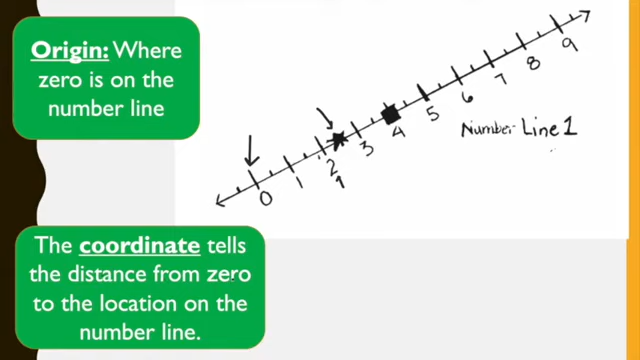 Origin: Where
zero is on the
number line
0 1 2 3 4 5 6 7 8 9
Number Line 1
The coordinate tells
the distance from zero
to the location on the
number line.